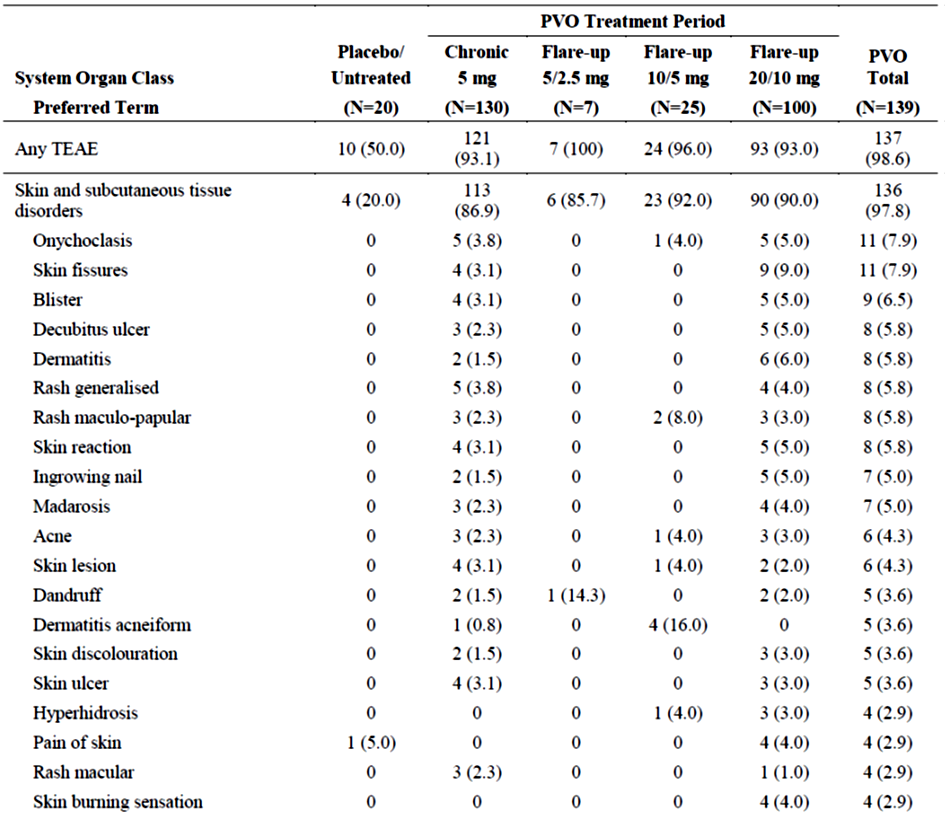 PVO Treatment Period
Placebo/ Chronic Flare-up Flare-up Flare-up PVO
System Organ Class Untreated 5 mg 5/2.5 mg 10/5 mg 20/10 mg Total
Preferred Term (N=20) (N=130) (N=7) (N=25) (N=100) (N=139)
Any TEAE 10 (50.0) 121 (93.1) 7 (100) 24 (96.0) 93 (93.0) 137 (98.6)
Skin and subcutaneous tissue disorders 4 (20.0) 113 (86.9) 6 (85.7) 23 (92.0) 90 (90.0) 136 (97.8)
Onychoclasis 0 5 (3.8) 0 1 (4.0) 5 (5.0) 11 (7.9)
Skin fissures 0 4 (3.1) 0 0 9 (9.0) 11 (7.9)
Blister 0 4 (3.1) 0 0 5 (5.0) 9 (6.5)
Decubitus ulcer 0 3 (2.3) 0 0 5 (5.0) 8 (5.8)
Dermatitis 0 2 (1.5) 0 0 6 (6.0) 8 (5.8)
Rash generalised 0 5 (3.8) 0 0 4 (4.0) 8 (5.8)
Rash maculo-papular 0 3 (2.3) 0 2 (8.0) 3 (3.0) 8 (5.8)
Skin reaction 0 4 (3.1) 0 0 5 (5.0) 8 (5.8)
Ingrowing nail 0 2 (1.5) 0 0 5 (5.0) 7 (5.0)
Madarosis 0 3 (2.3) 0 0 4 (4.0) 7 (5.0)
Acne 0 3 (2.3) 0 1 (4.0) 3 (3.0) 6 (4.3)
Skin lesion 0 4 (3.1) 0 1 (4.0) 2 (2.0) 6 (4.3)
Dandruff 0 2 (1.5) 1 (14.3) 0 2 (2.0) 5 (3.6)
Dermatitis acneiform 0 1 (0.8) 0 4 (16.0) 0 5 (3.6)
Skin discolouration 0 2 (1.5) 0 0 3 (3.0) 5 (3.6)
Skin ulcer 0 4 (3.1) 0 0 3 (3.0) 5 (3.6)
Hyperhidrosis 0 0 0 1 (4.0) 3 (3.0) 4 (2.9)
Pain of skin 1 (5.0) 0 0 0 4 (4.0) 4 (2.9)
Rash macular 0 3 (2.3) 0 0 1 (1.0) 4 (2.9)
Skin burning sensation 0 0 0 0 4 (4.0) 4 (2.9)